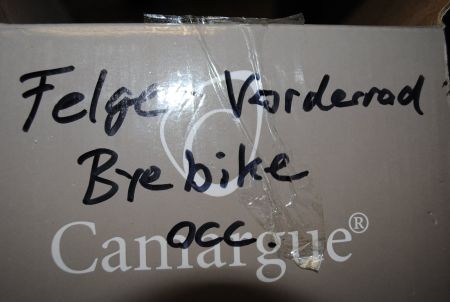 Felge Vorderrad
Byebike
occ.
Camargue®